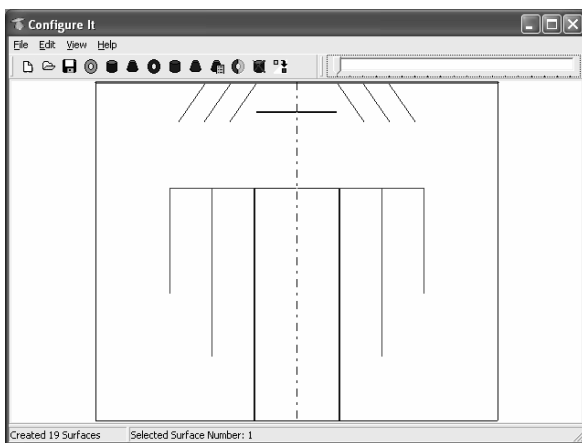 Configure It
File Edit View Help
Created 19 Surfaces Selected Surface Number: 1